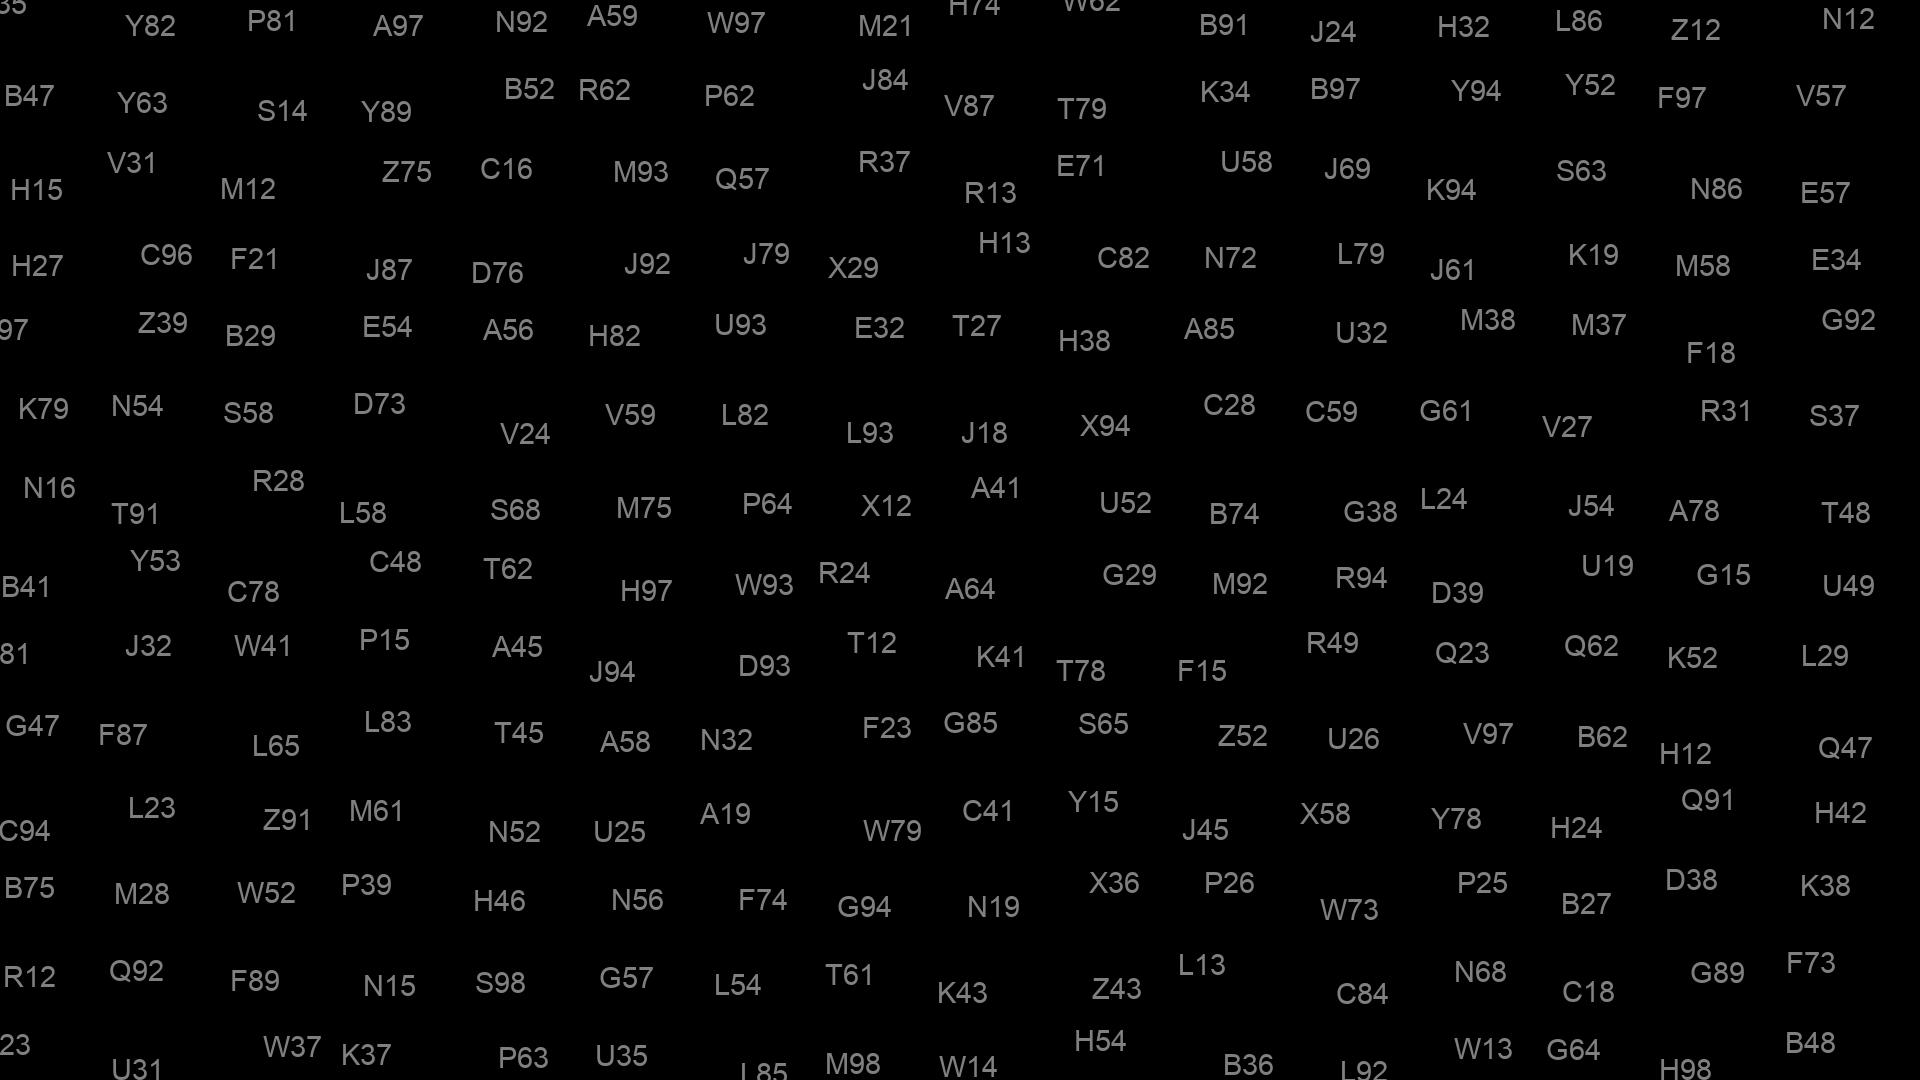 35 Y82 P81 A97 N92 A59 W97 M21 H74 W62 B91 J24 H32 L86 Z12 N12
B47 Y63 S14 Y89 B52 R62 P62 J84 V87 T79 K34 B97 Y94 Y52 F97 V57
H15 V31 M12 Z75 C16 M93 Q57 R37 R13 E71 U58 J69 K94 S63 N86 E57
H27 C96 F21 J87 D76 J92 J79 X29 H13 C82 N72 L79 J61 K19 M58 E34
97 Z39 B29 E54 A56 H82 U93 E32 T27 H38 A85 U32 M38 M37 F18 G92
K79 N54 S58 D73 V24 V59 L82 L93 J18 X94 C28 C59 G61 V27 R31 S37
N16 T91 R28 L58 S68 M75 P64 X12 A41 U52 B74 G38 L24 J54 A78 T48
B41 Y53 C78 C48 T62 H97 W93 R24 A64 G29 M92 R94 D39 U19 G15 U49
81 J32 W41 P15 A45 J94 D93 T12 K41 T78 F15 R49 Q23 Q62 K52 L29
G47 F87 L65 L83 T45 A58 N32 F23 G85 S65 Z52 U26 V97 B62 H12 Q47
C94 L23 Z91 M61 N52 U25 A19 W79 C41 Y15 J45 X58 Y78 H24 Q91 H42
B75 M28 W52 P39 H46 N56 F74 G94 N19 X36 P26 W73 P25 B27 D38 K38
R12 Q92 F89 N15 S98 G57 L54 T61 K43 Z43 L13 C84 N68 C18 G89 F73
23 U31 W37 K37 P63 U35 L85 M98 W14 H54 B36 L92 W13 G64 H98 B48